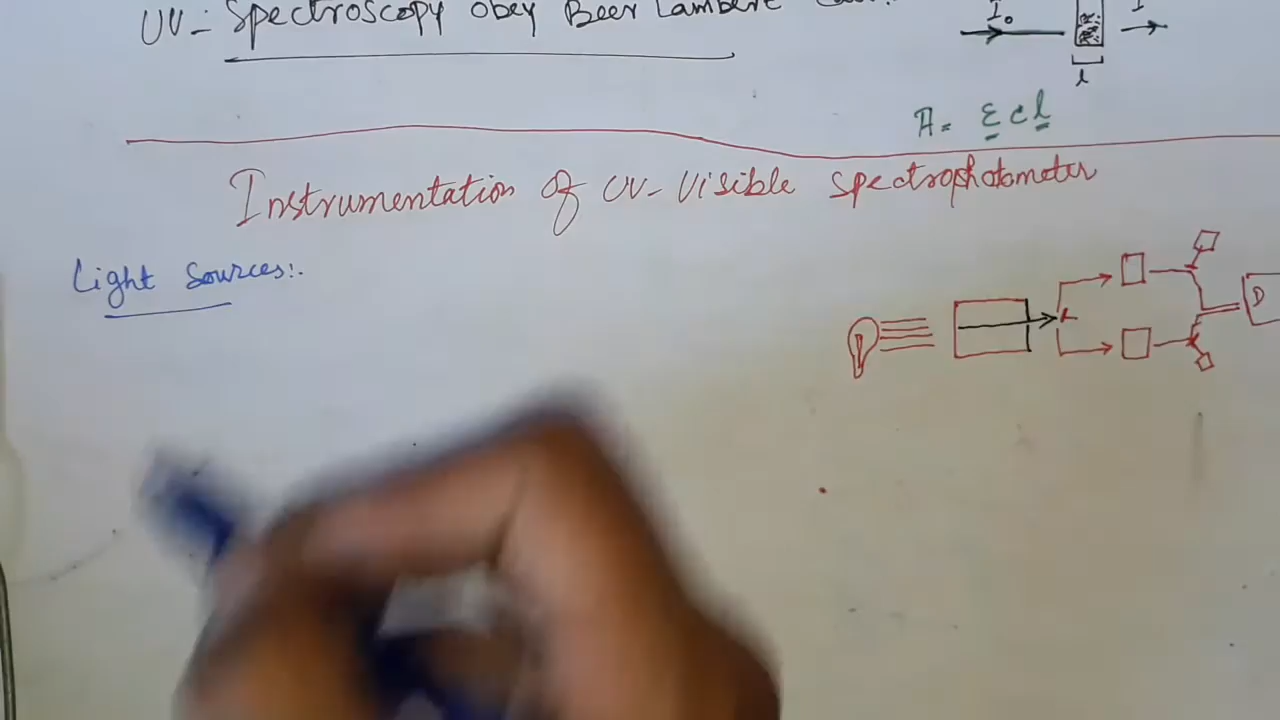 UV- Spectroscopy obey Beer Lambert
I₀ I
l
A= εcl
Instrumentation of UV-Visible Spectrophotometer
Light Sources:.
D